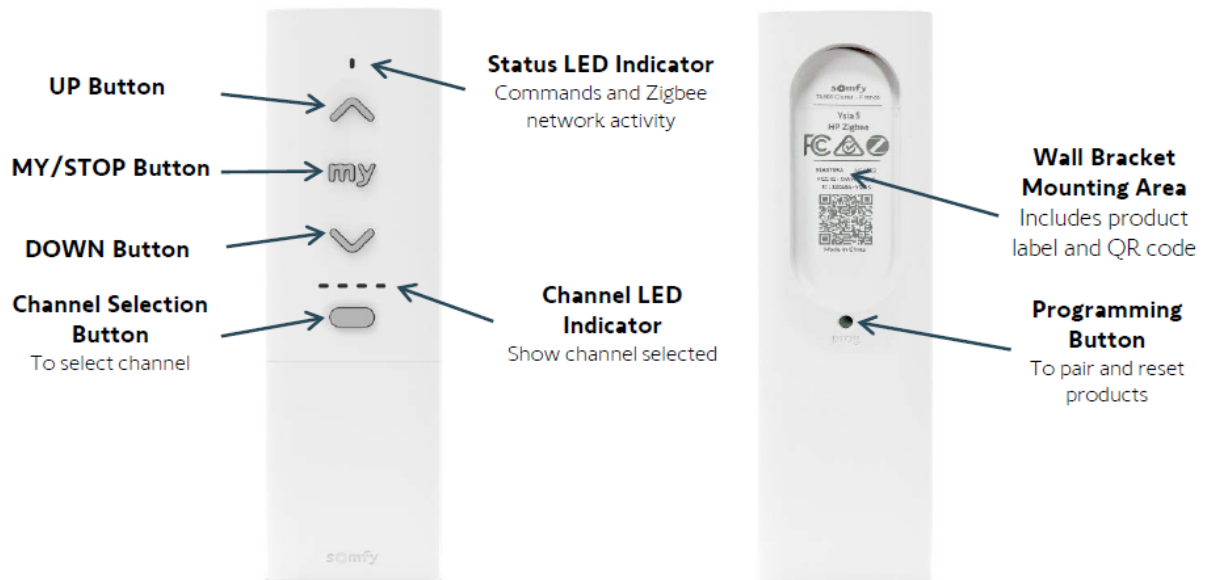 UP Button
MY/STOP Button
DOWN Button
Channel Selection
Button
To select channel
my
somfy
Status LED Indicator
Commands and Zigbee
network activity
Channel LED
Indicator
Show channel selected
somfy
Ysia 5
HP Zigbee
FC
Made in China
prog
Wall Bracket
Mounting Area
Includes product
label and QR code
Programming
Button
To pair and reset
products